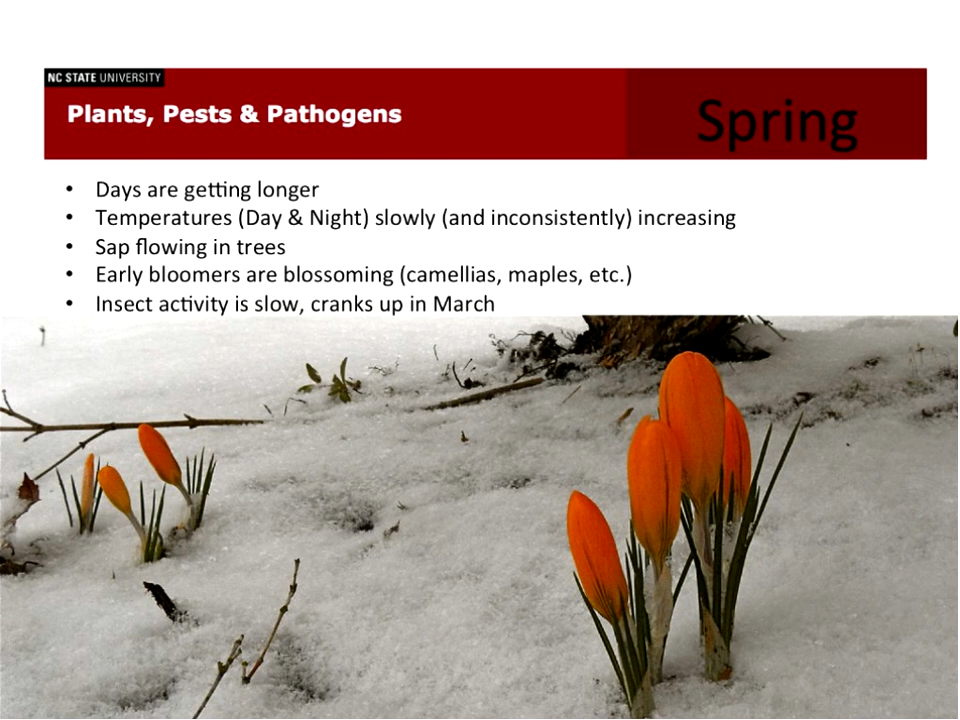 NC STATE UNIVERSITY
Plants, Pests & Pathogens
Spring
• Days are getting longer
• Temperatures (Day & Night) slowly (and inconsistently) increasing
• Sap flowing in trees
• Early bloomers are blossoming (camellias, maples, etc.)
• Insect activity is slow, cranks up in March